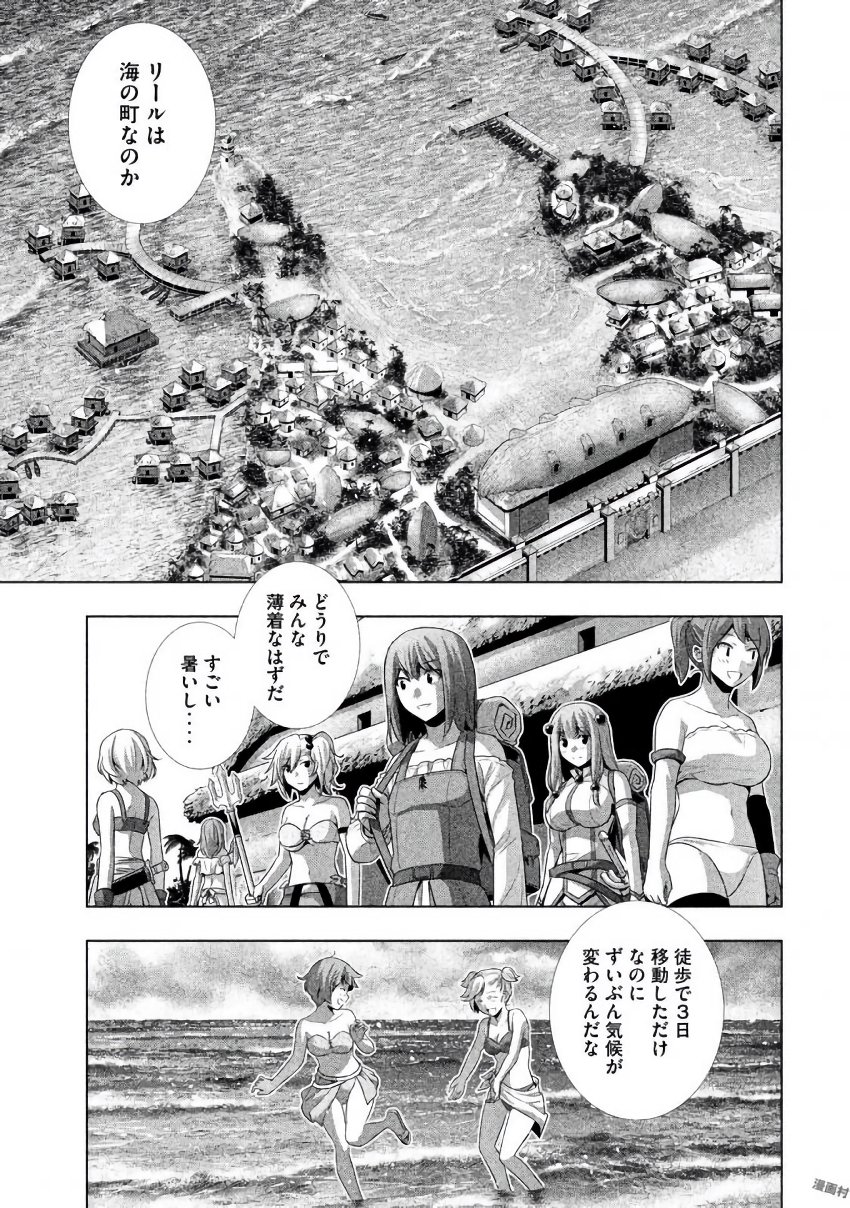 リールは
海の町なのか
どうりで
みんな
薄着なはずだ
すごい
暑いし‥‥
徒歩で3日
移動しただけ
なのに
ずいぶん気候が
変わるんだな
漫画村